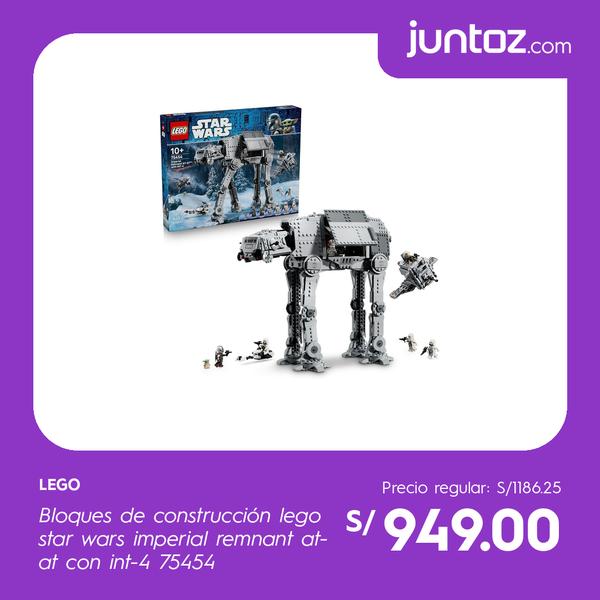 juntoz.com
LEGO
STAR
WARS
10+
75454
LEGO
Precio regular: S/1186.25
Bloques de construcción lego
star wars imperial remnant at-
at con int-4 75454
S/ 949.00